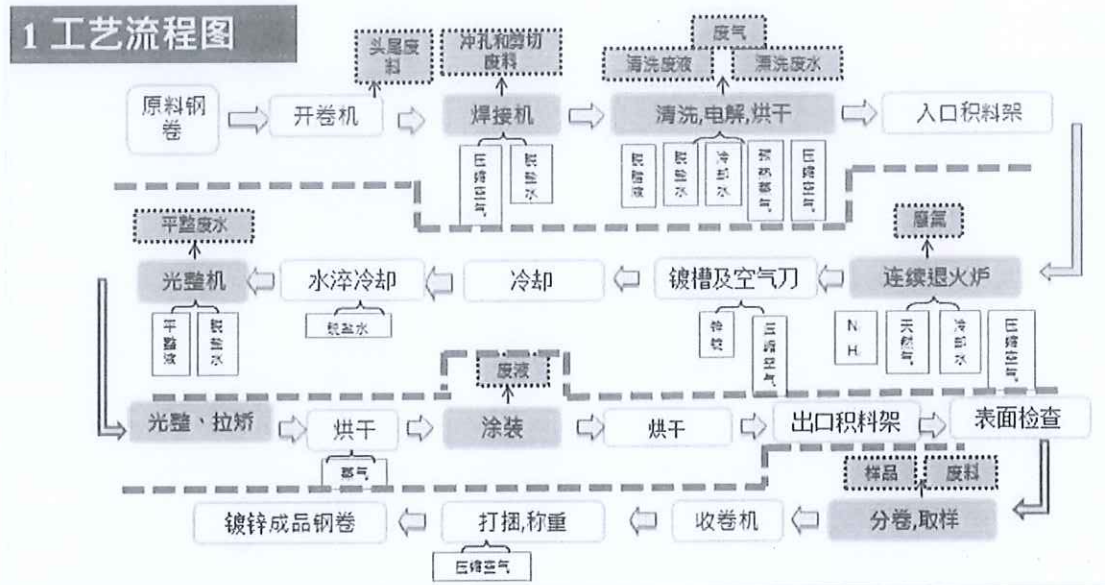 1 工艺流程图
头尾废
料
冲孔和剪切
废料
废气
清洗废液
漂洗废水
原料钢
卷
开卷机
焊接机
清洗,电解,烘干
入口积料架
压缩空气
脱盐水
脱脂液
脱盐水
冷却水
蒸气
压缩空气
平整废水
废氮
光整机
水淬冷却
冷却
镀槽及空气刀
连续退火炉
平整液
脱盐水
脱盐水
锌锭
压缩空气
N
H₂
天然气
冷却水
压缩空气
废液
光整、拉矫
烘干
涂装
烘干
出口积料架
表面检查
蒸气
样品
废料
镀锌成品钢卷
打捆,称重
收卷机
分卷,取样
压缩空气